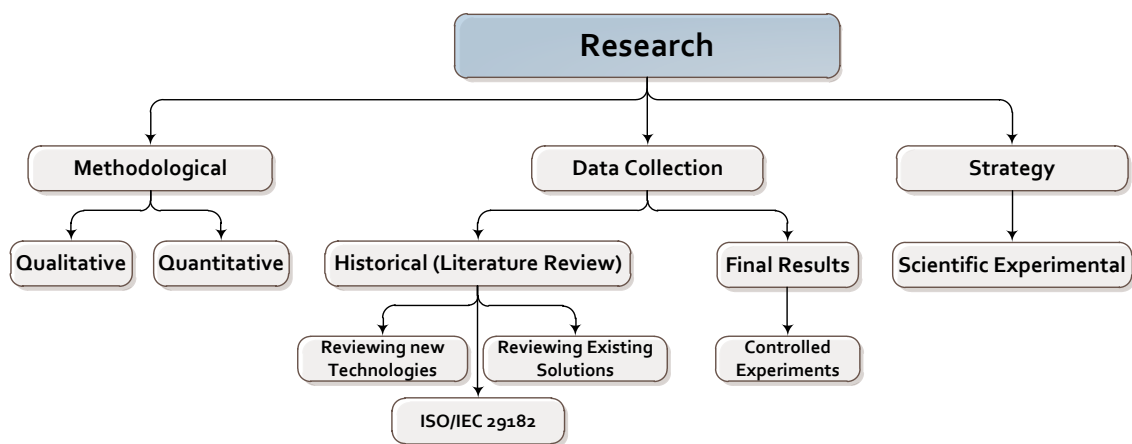 Research
Methodological
Data Collection
Strategy
Qualitative
Quantitative
Historical (Literature Review)
Final Results
Scientific Experimental
Reviewing new
Technologies
Reviewing Existing
Solutions
Controlled
Experiments
ISO/IEC 29182